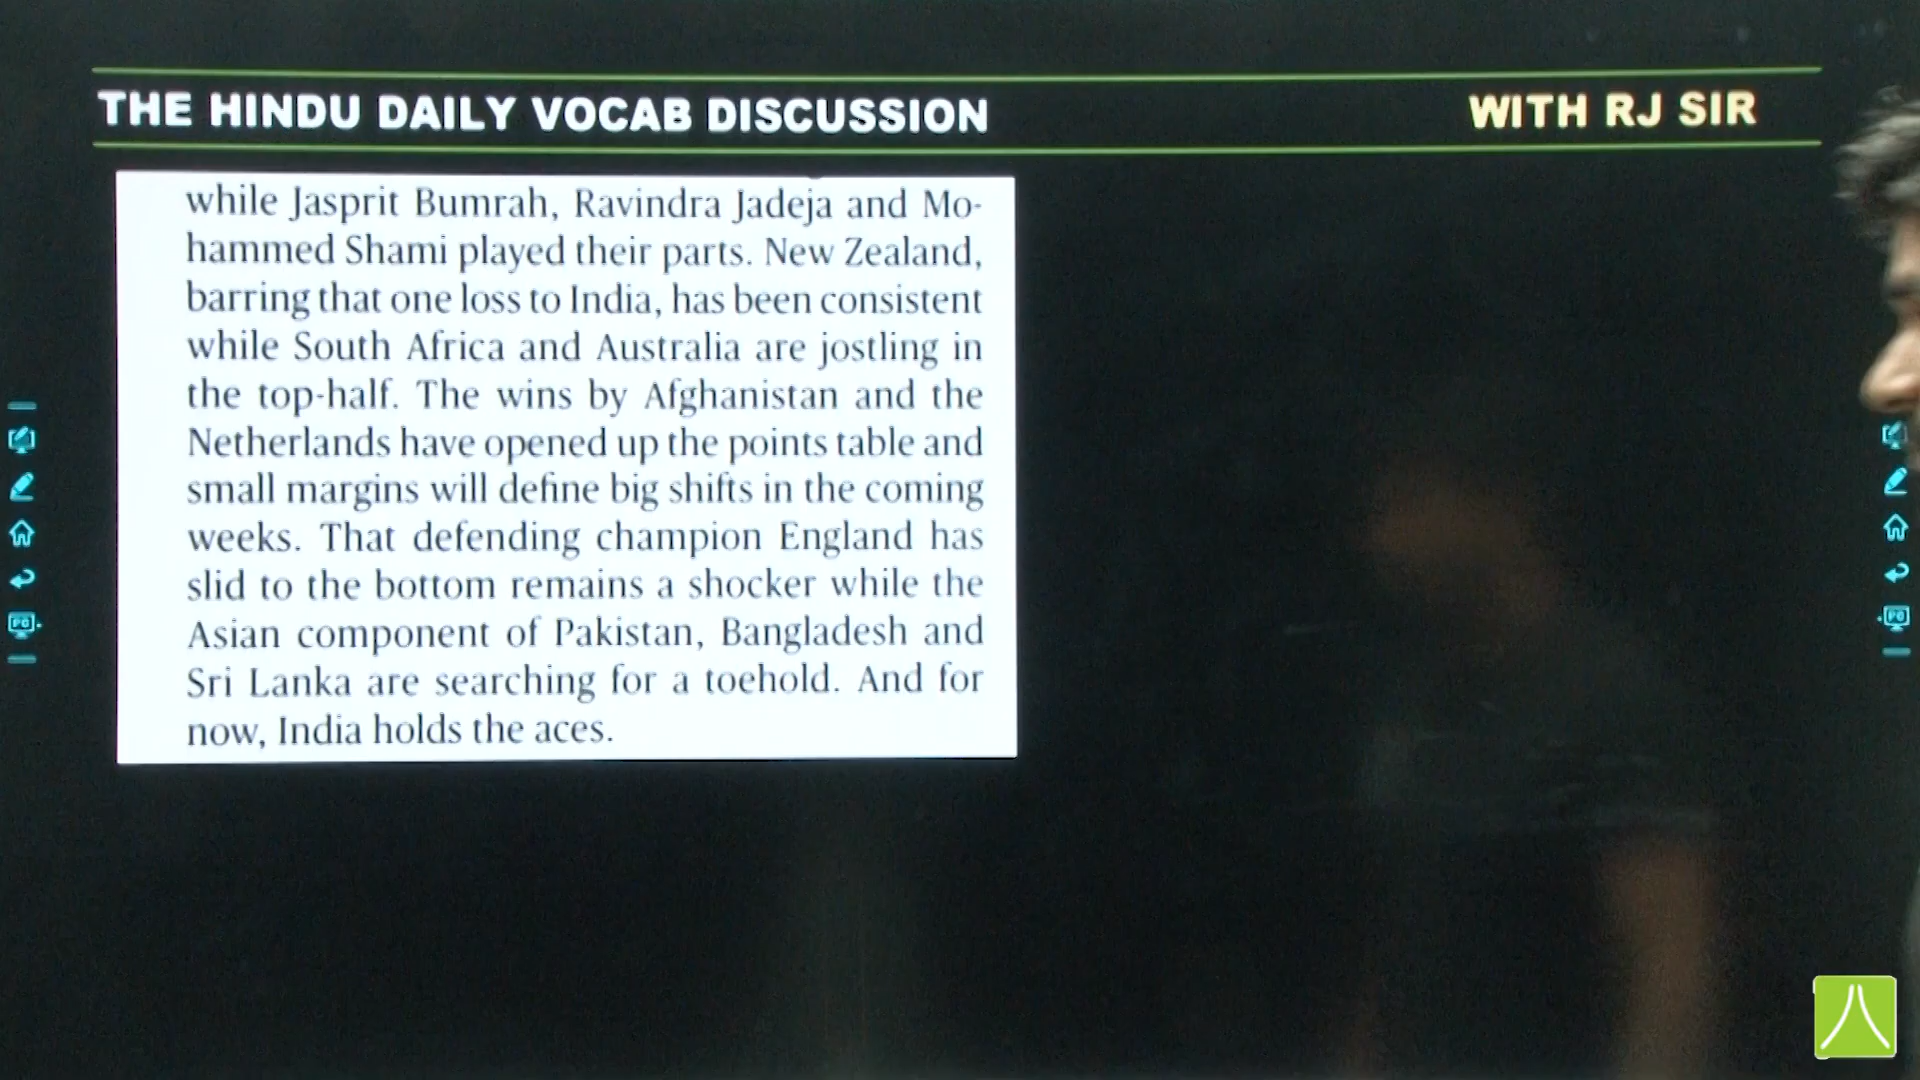 THE HINDU DAILY VOCAB DISCUSSION
WITH RJ SIR
while Jasprit Bumrah, Ravindra Jadeja and Mo-
hammed Shami played their parts. New Zealand,
barring that one loss to India, has been consistent
while South Africa and Australia are jostling in
the top-half. The wins by Afghanistan and the
Netherlands have opened up the points table and
small margins will define big shifts in the coming
weeks. That defending champion England has
slid to the bottom remains a shocker while the
Asian component of Pakistan, Bangladesh and
Sri Lanka are searching for a toehold. And for
now, India holds the aces.